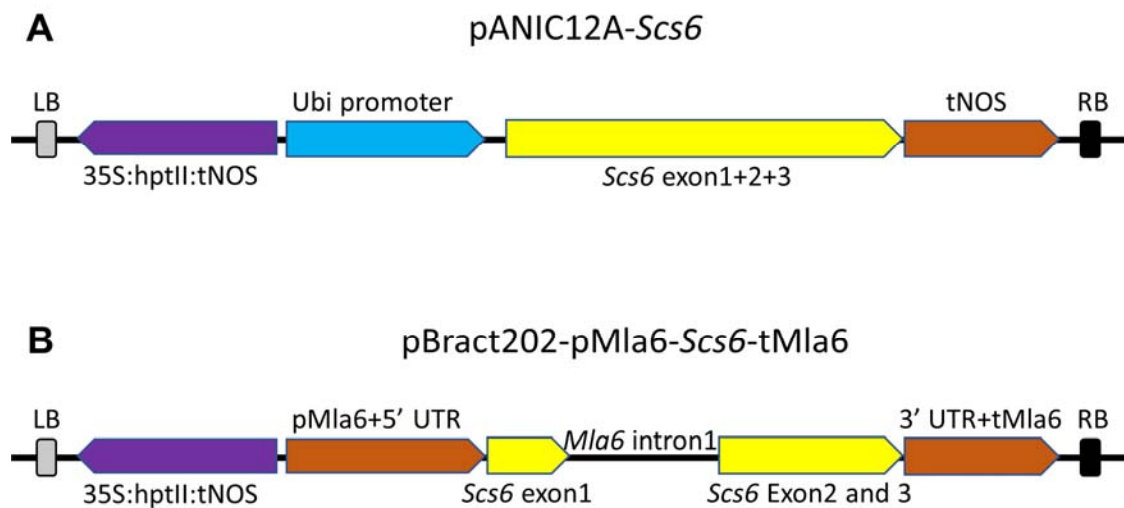 A
pANIC12A-Scs6
LB
Ubi promoter
tNOS
RB
35S:hptII:tNOS
Scs6 exon1+2+3
B
pBract202-pMla6-Scs6-tMla6
LB
pMla6+5’ UTR
Mla6 intron1
3’ UTR+tMla6
RB
35S:hptII:tNOS
Scs6 exon1
Scs6 Exon2 and 3